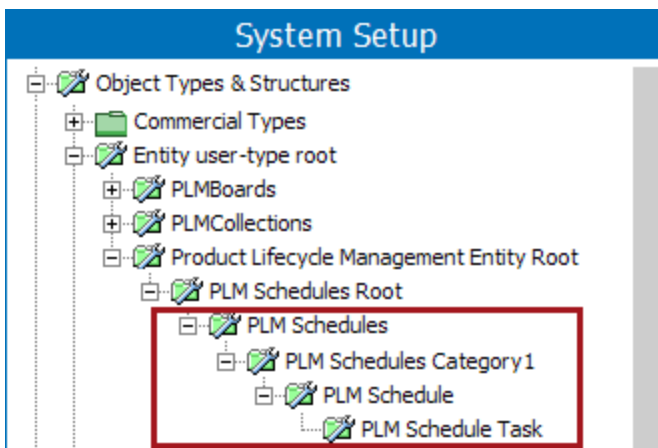 System Setup
Object Types & Structures
Commercial Types
Entity user-type root
PLMBoards
PLMCollections
Product Lifecycle Management Entity Root
PLM Schedules Root
PLM Schedules
PLM Schedules Category1
PLM Schedule
PLM Schedule Task